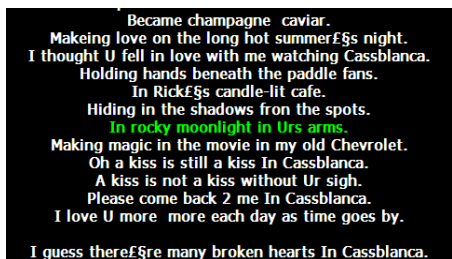 Became champagne  caviar.
Makeing love on the long hot summer£§s night.
I thought U fell in love with me watching Cassblanca.
Holding hands beneath the paddle fans.
In Rick£§s candle-lit cafe.
Hiding in the shadows fron the spots.
In rocky moonlight in Urs arms.
Making magic in the movie in my old Chevrolet.
Oh a kiss is still a kiss In Cassblanca.
A kiss is not a kiss without Ur sigh.
Please come back 2 me In Cassblanca.
I love U more  more each day as time goes by.
I guess there£§re many broken hearts In Cassblanca.